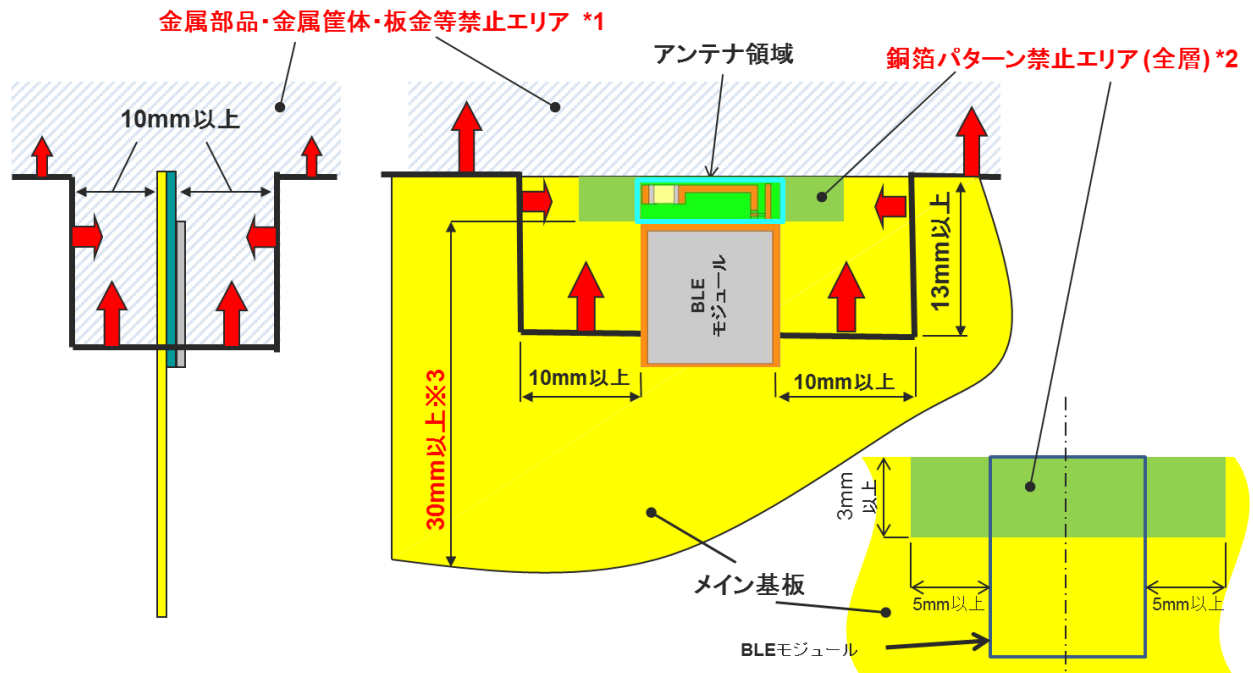 金属部品・金属筐体・板金等禁止エリア *1
アンテナ領域
銅箔パターン禁止エリア(全層) *2
10mm以上
13mm以上
BLE
モジュール
10mm以上
10mm以上
30mm以上※3
3mm
以上
メイン基板
5mm以上
5mm以上
BLEモジュール